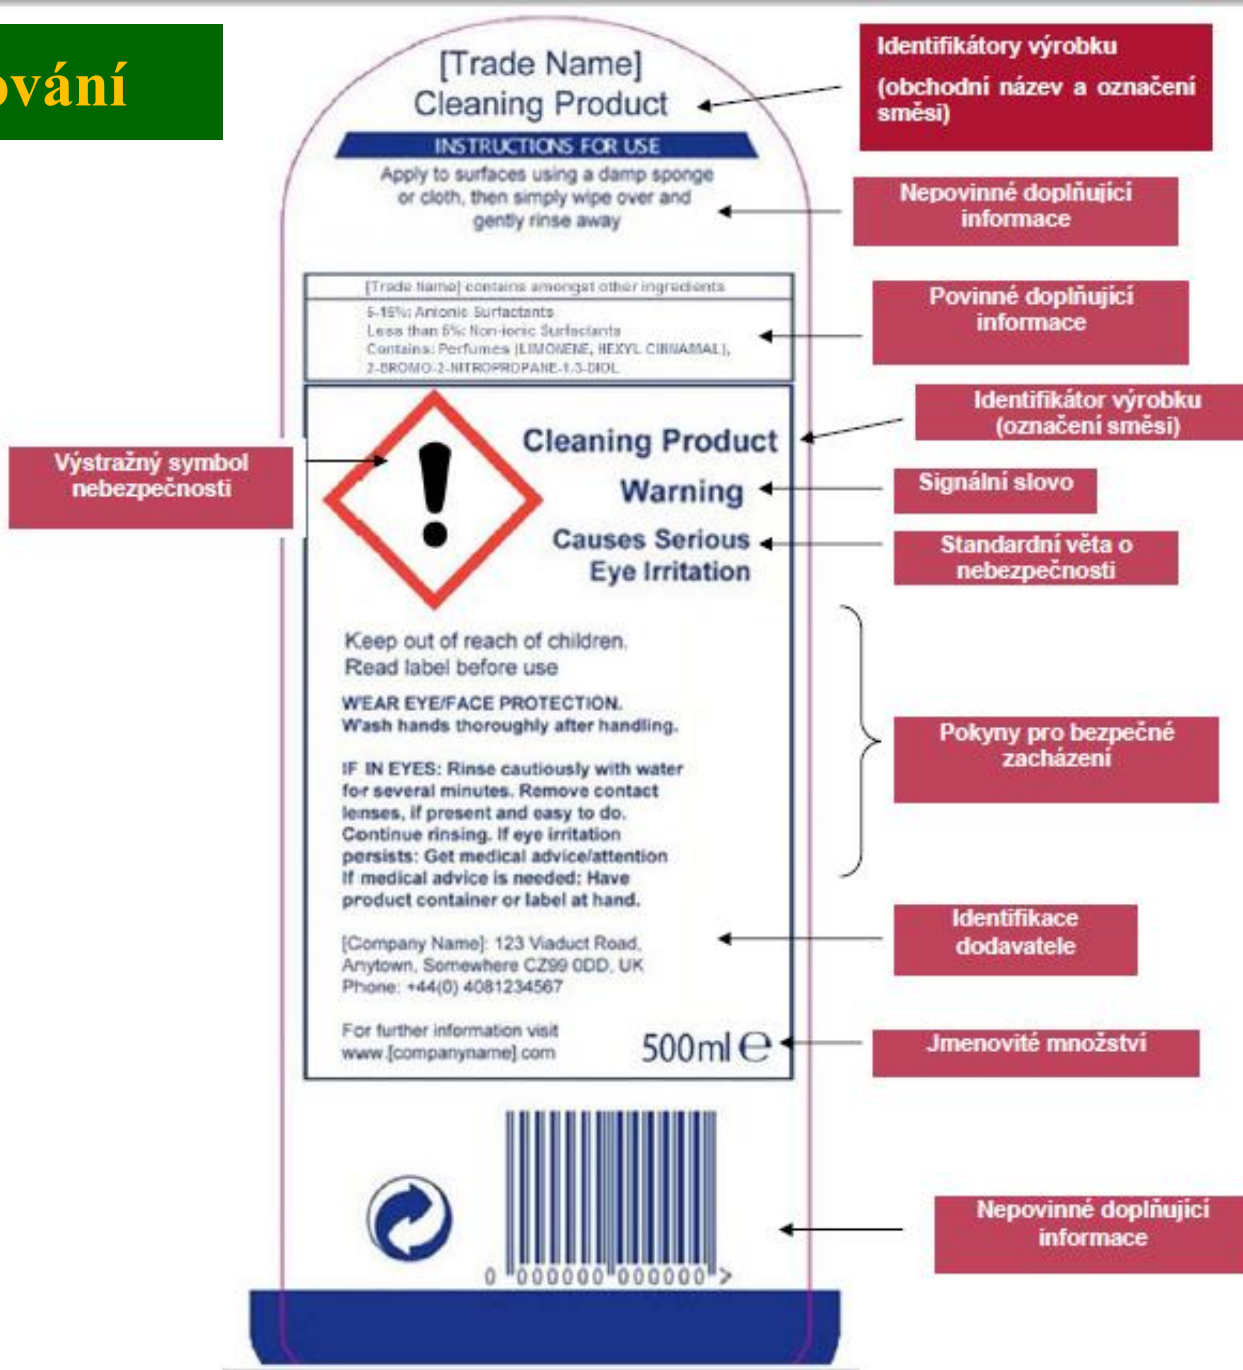 ování
[Trade Name]
Cleaning Product
INSTRUCTIONS FOR USE
Apply to surfaces using a damp sponge
or cloth, then simply wipe over and
gently rinse away
[Trade Name] contains amongst other ingredients
5-15%: Anionic Surfactants
Less than 5%: Non-ionic Surfactants
Contains: Perfumes (LIMONENE, HEXYL CINNAMAL),
2-BROMO-2-NITROPROPANE-1,3-DIOL
Cleaning Product
Warning
Causes Serious
Eye Irritation
Keep out of reach of children.
Read label before use
WEAR EYE/FACE PROTECTION.
Wash hands thoroughly after handling.
IF IN EYES: Rinse cautiously with water
for several minutes. Remove contact
lenses, if present and easy to do.
Continue rinsing. If eye irritation
persists: Get medical advice/attention
If medical advice is needed: Have
product container or label at hand.
[Company Name]: 123 Viaduct Road,
Anytown, Somewhere CZ99 0DD, UK
Phone: +44(0) 4081234567
For further information visit
www.[companyname].com
500ml ℮
0 000000 000000 >
Výstražný symbol
nebezpečnosti
Identifikátory výrobku
(obchodní název a označení
směsi)
Nepovinné doplňující
informace
Povinné doplňující
informace
Identifikátor výrobku
(označení směsi)
Signální slovo
Standardní věta o
nebezpečnosti
Pokyny pro bezpečné
zacházení
Identifikace
dodavatele
Jmenovité množství
Nepovinné doplňující
informace